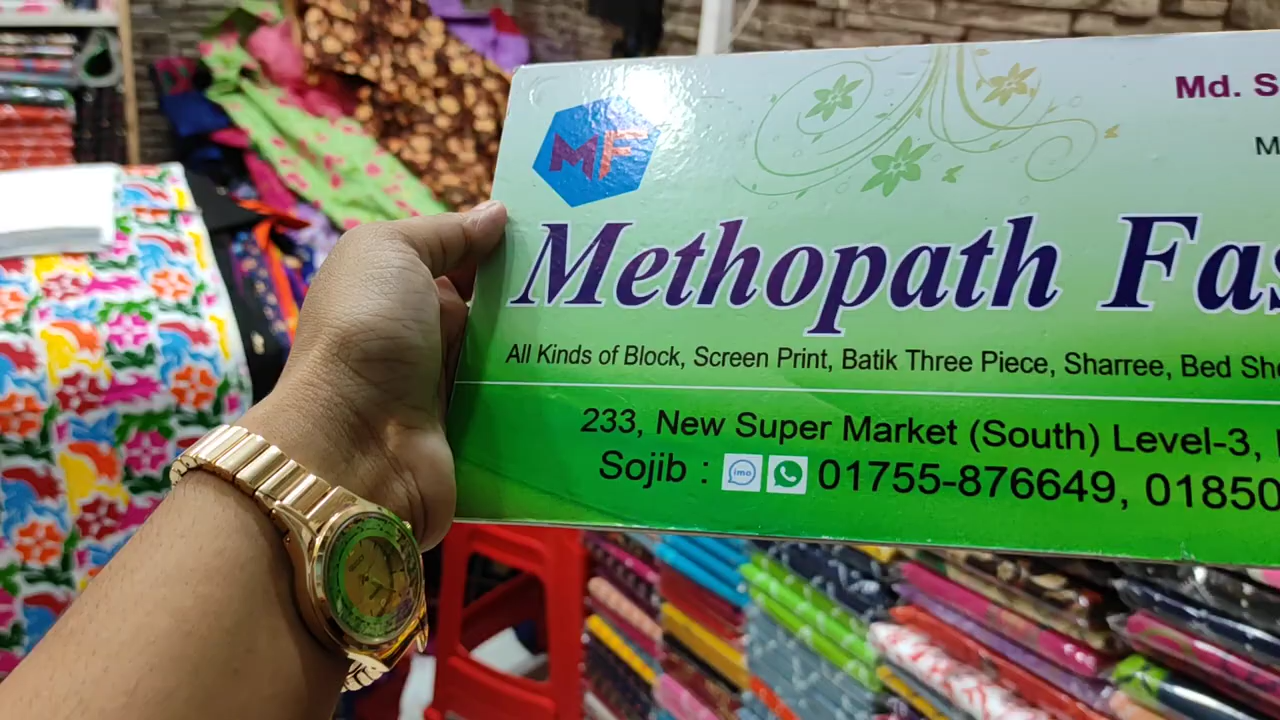 Md. S
M
MF
Methopath Fas
All Kinds of Block, Screen Print, Batik Three Piece, Sharree, Bed She
233, New Super Market (South) Level-3,
Sojib : imo 01755-876649, 01850